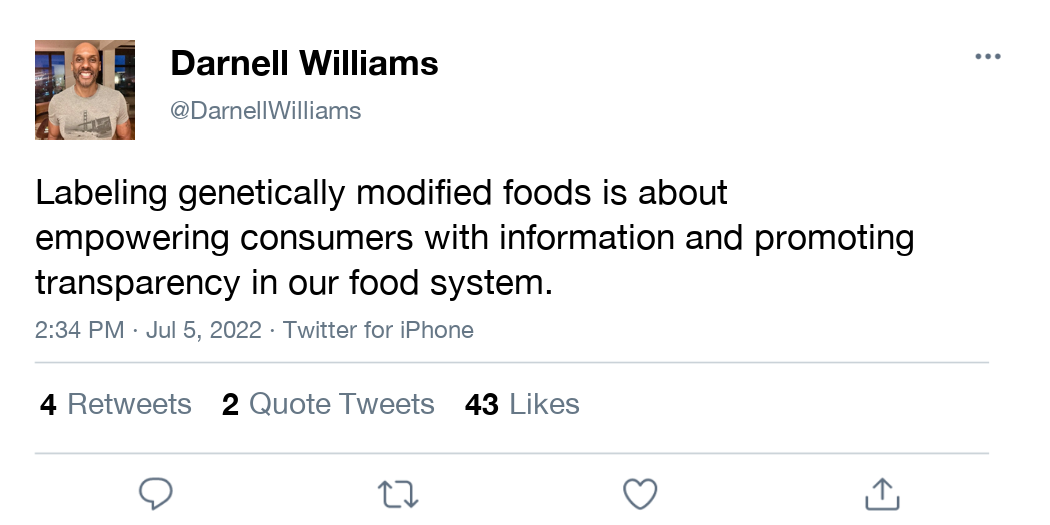 Darnell Williams
@DarnellWilliams
Labeling genetically modified foods is about
empowering consumers with information and promoting
transparency in our food system.
2:34 PM · Jul 5, 2022 · Twitter for iPhone
4 Retweets 2 Quote Tweets 43 Likes